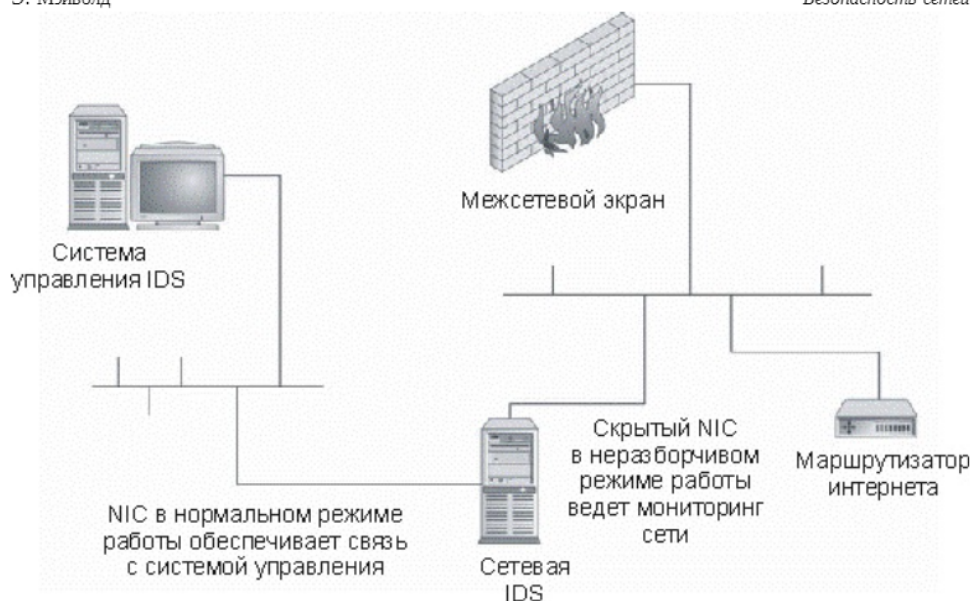 Безопасность сетей
Межсетевой экран
Система
управления IDS
Скрытый NIC
в неразборчивом
режиме работы
ведет мониторинг
сети
Маршрутизатор
интернета
NIC в нормальном режиме
работы обеспечивает связь
с системой управления
Сетевая
IDS